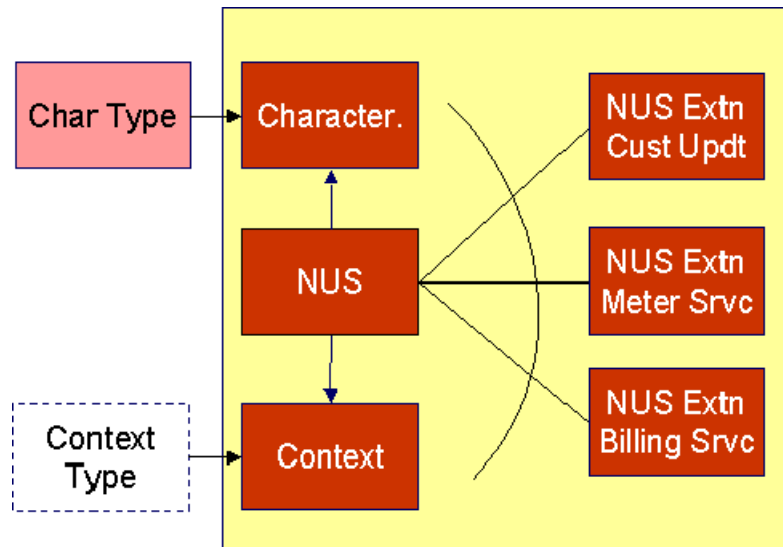 Char Type
Character.
NUS Extn
Cust Updt
NUS
NUS Extn
Meter Srvc
Context
Type
Context
NUS Extn
Billing Srvc